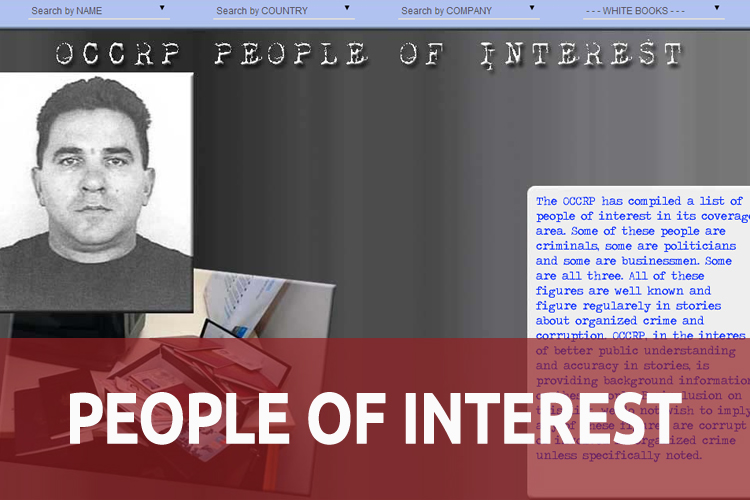 Search by NAME
Search by COUNTRY
Search by COMPANY
- - - WHITE BOOKS - - -
OCCRP PEOPLE OF INTEREST
The OCCRP has compiled a list of
people of interest in its coverage
area. Some of these people are
criminals, some are politicians
and some are businessmen. Some
are all three. All of these
figures are well known and
figure regularly in stories
about organized crime and
corruption. OCCRP, in the interes
of better public understanding
and accuracy in stories, is
providing background information
on
wish to imply
these figures are corrupt
organized crime
unless specifically noted.
PEOPLE OF INTEREST